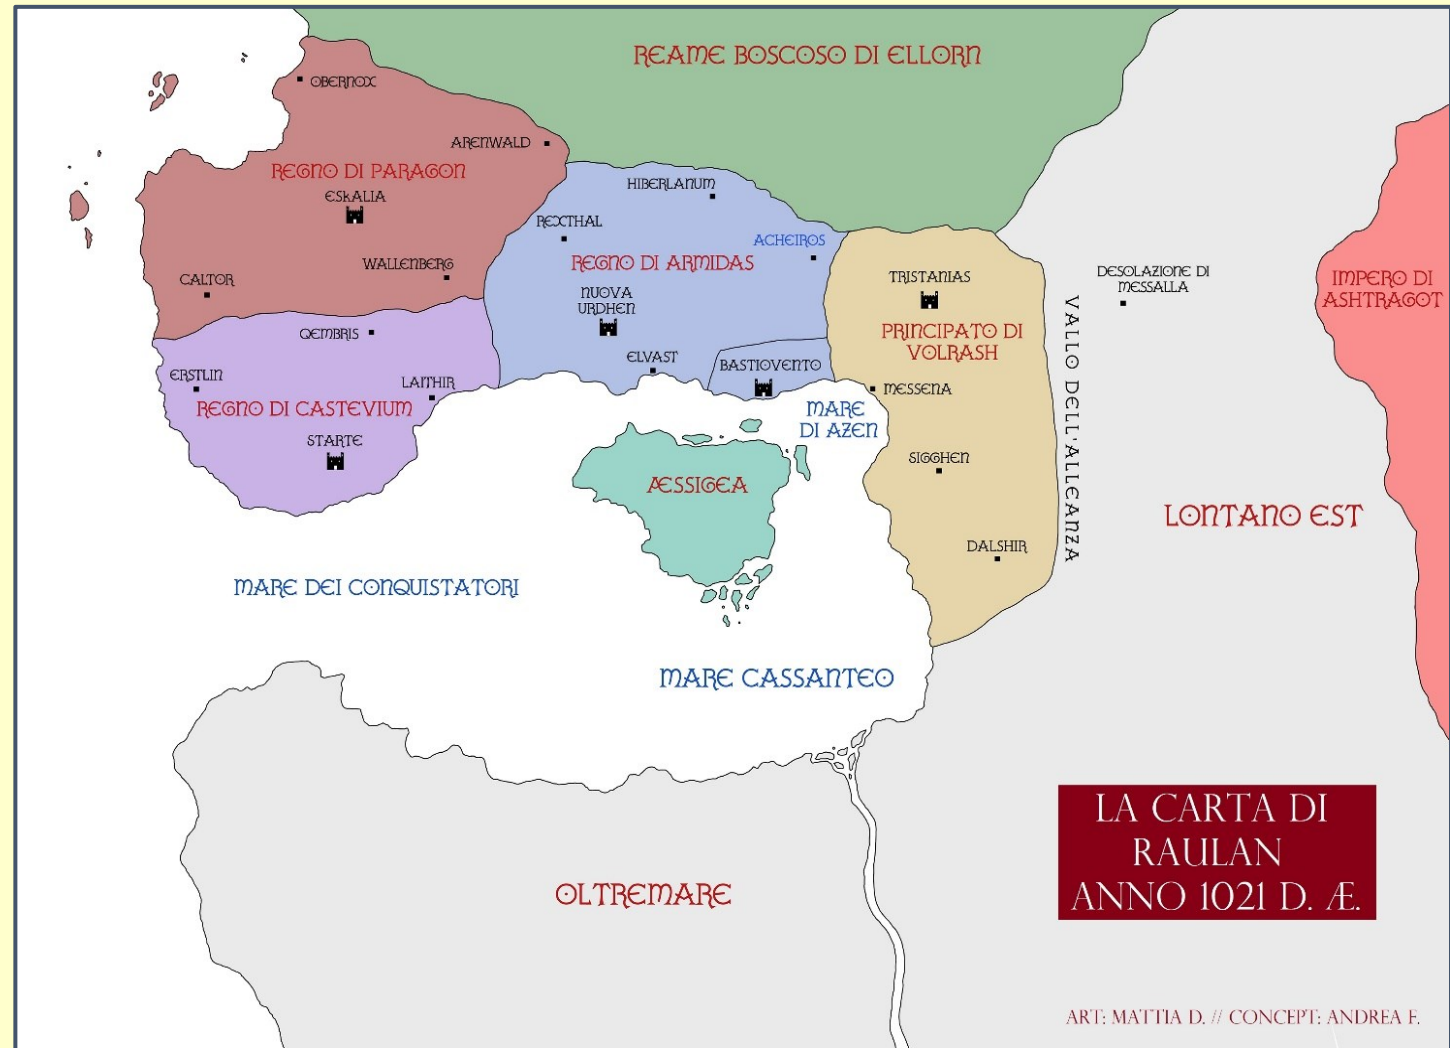 REAME BOSCOSO DI ELLORN
OBERNOX
ARENWALD
REGNO DI PARAGON
ESKALIA
WALLENBERG
CALTOR
HIBERLANUM
REXTHAL
ACHEIROS
REGNO DI ARMIDAS
NUOVA
URDHEN
ELVAST
BASTIOVENTO
TRISTANIAS
PRINCIPATO DI
VOLRASH
MESSENA
SIGGHEN
DALSHIR
VALLO DELL'ALLEANZA
DESOLAZIONE DI
MESSALLA
IMPERO DI
ASHTRAGOT
LONTANO EST
QEMBRIS
ERSTLIN
LAITHIR
REGNO DI CASTEVIUM
STARTE
MARE
DI AZEN
ÆSSIGEA
MARE DEI CONQUISTATORI
MARE CASSANTEO
OLTREMARE
LA CARTA DI
RAULAN
ANNO 1021 D. Æ.
ART: MATTIA D. // CONCEPT: ANDREA F.